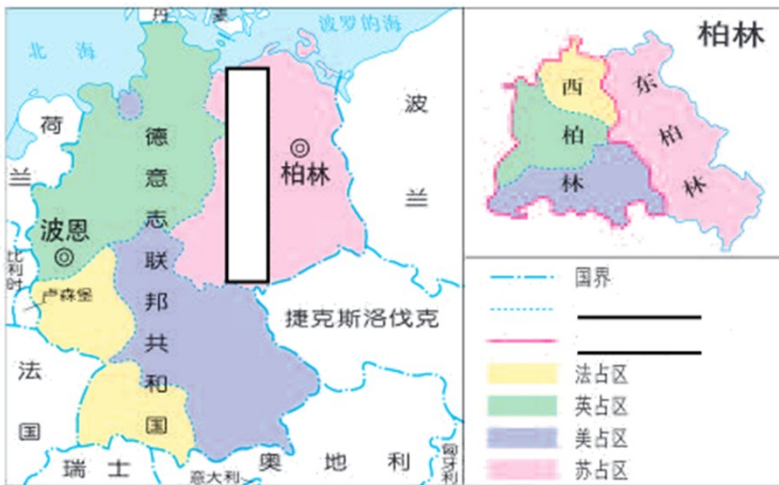 丹麦
北海
波罗的海
荷兰
波兰
德意志联邦共和国
柏林
波恩
比利时
卢森堡
捷克斯洛伐克
法国
瑞士
意大利
奥地利
匈牙利
柏林
西柏林
东柏林
国界
法占区
英占区
美占区
苏占区